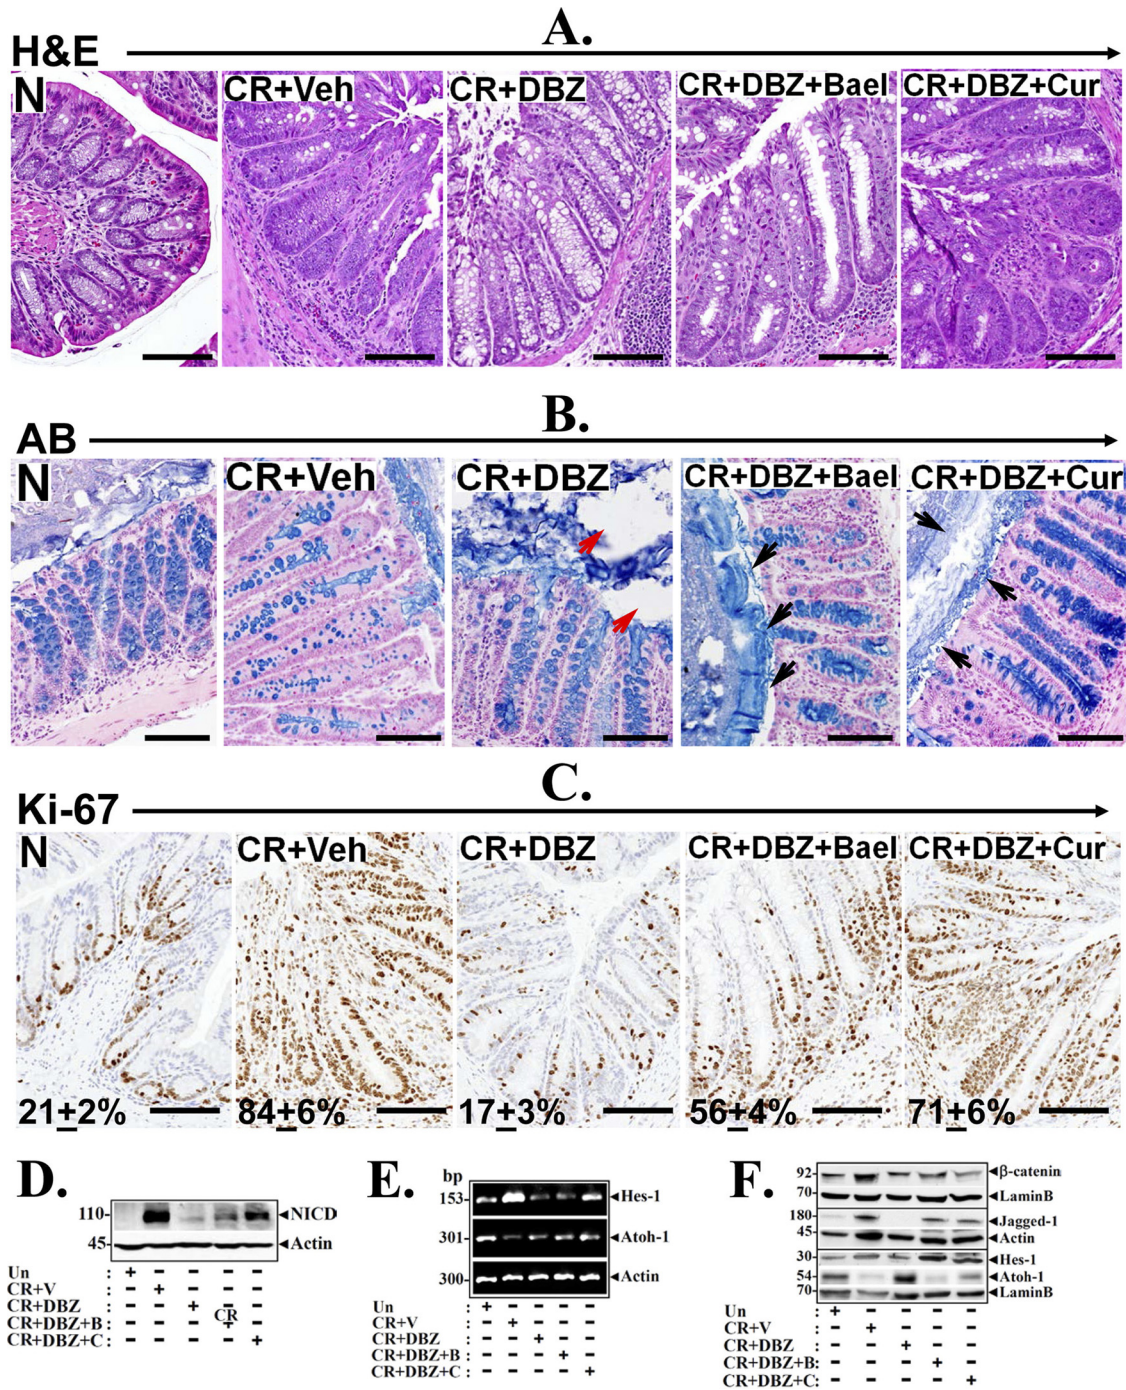 A.
H&E
N
CR+Veh
CR+DBZ
CR+DBZ+Bael
CR+DBZ+Cur
B.
AB
N
CR+Veh
CR+DBZ
CR+DBZ+Bael
CR+DBZ+Cur
C.
Ki-67
N
CR+Veh
CR+DBZ
CR+DBZ+Bael
CR+DBZ+Cur
21±2%
84±6%
17±3%
56±4%
71±6%
D.
110 NICD
45 Actin
Un : + - - - -
CR+V : - + - - -
CR+DBZ : - - + - -
CR
CR+DBZ+B : - - - + -
CR+DBZ+C : - - - - +
E.
bp
153 Hes-1
301 Atoh-1
300 Actin
Un : + - - - -
CR+V : - + - - -
CR+DBZ : - - + - -
CR+DBZ+B : - - - + -
CR+DBZ+C : - - - - +
F.
92 β-catenin
70 LaminB
180 Jagged-1
45 Actin
30 Hes-1
54 Atoh-1
70 LaminB
Un : + - - - -
CR+V : - + - - -
CR+DBZ : - - + - -
CR+DBZ+B : - - - + -
CR+DBZ+C : - - - - +